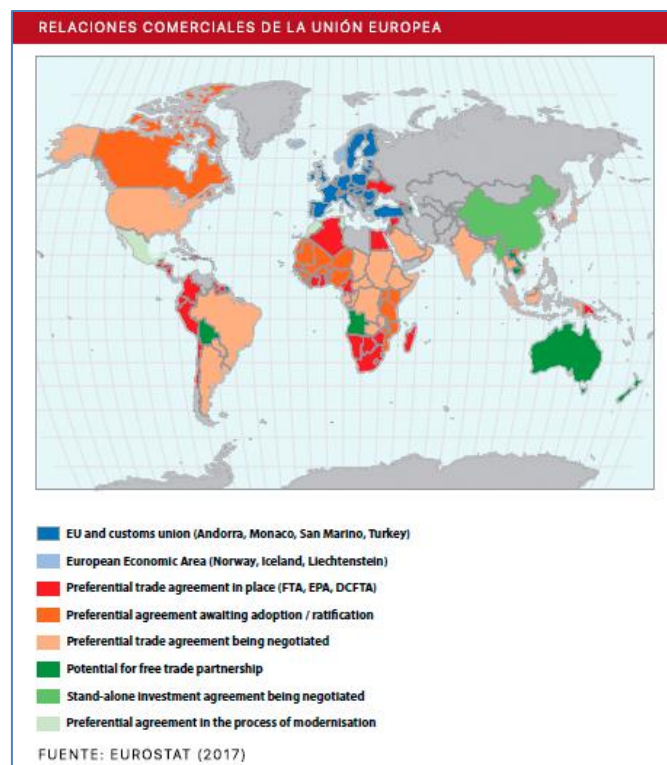 RELACIONES COMERCIALES DE LA UNIÓN EUROPEA
EU and customs union (Andorra, Monaco, San Marino, Turkey)
European Economic Area (Norway, Iceland, Liechtenstein)
Preferential trade agreement in place (FTA, EPA, DCFTA)
Preferential agreement awaiting adoption / ratification
Preferential trade agreement being negotiated
Potential for free trade partnership
Stand-alone investment agreement being negotiated
Preferential agreement in the process of modernisation
FUENTE: EUROSTAT (2017)